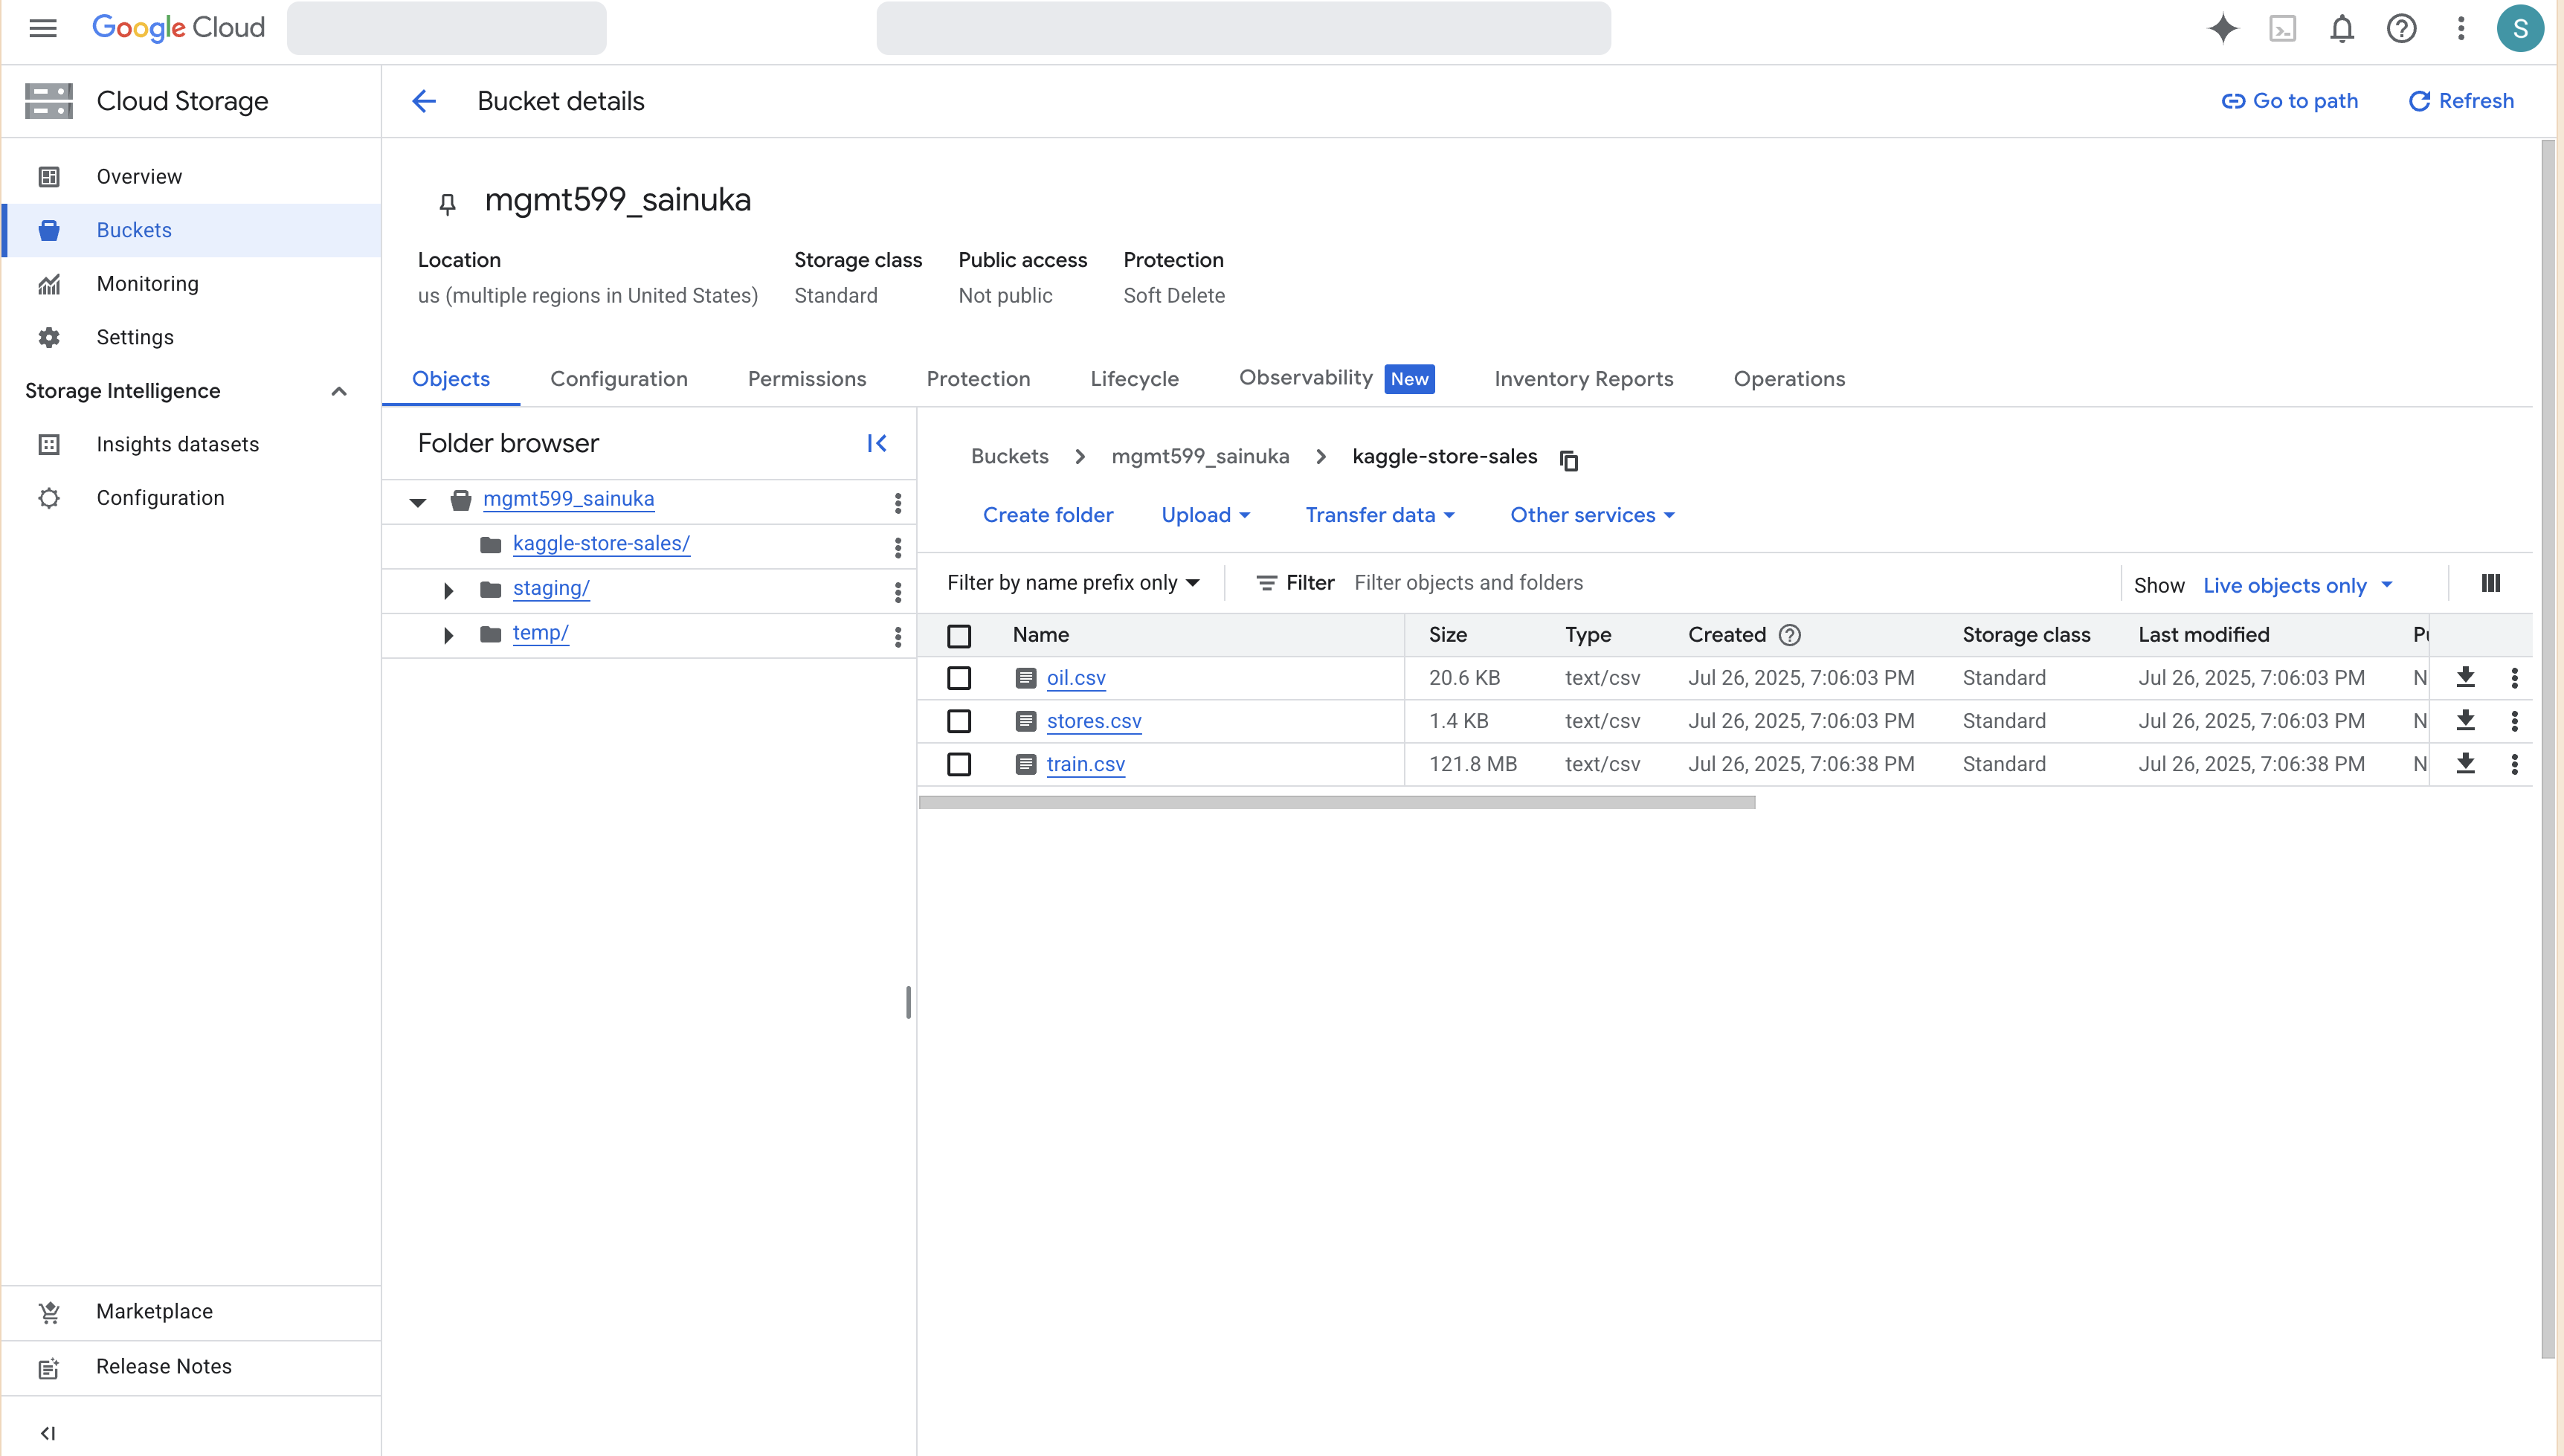 Google Cloud
S
Cloud Storage
Bucket details
Go to path
Refresh
Overview
Buckets
Monitoring
Settings
Storage Intelligence
Insights datasets
Configuration
Marketplace
Release Notes
mgmt599_sainuka
Location
us (multiple regions in United States)
Storage class
Standard
Public access
Not public
Protection
Soft Delete
Objects
Configuration
Permissions
Protection
Lifecycle
Observability New
Inventory Reports
Operations
Folder browser
mgmt599_sainuka
kaggle-store-sales/
staging/
temp/
Buckets > mgmt599_sainuka > kaggle-store-sales
Create folder Upload Transfer data Other services
Filter by name prefix only Filter Filter objects and folders Show Live objects only
Name Size Type Created Storage class Last modified
oil.csv 20.6 KB text/csv Jul 26, 2025, 7:06:03 PM Standard Jul 26, 2025, 7:06:03 PM N
stores.csv 1.4 KB text/csv Jul 26, 2025, 7:06:03 PM Standard Jul 26, 2025, 7:06:03 PM N
train.csv 121.8 MB text/csv Jul 26, 2025, 7:06:38 PM Standard Jul 26, 2025, 7:06:38 PM N